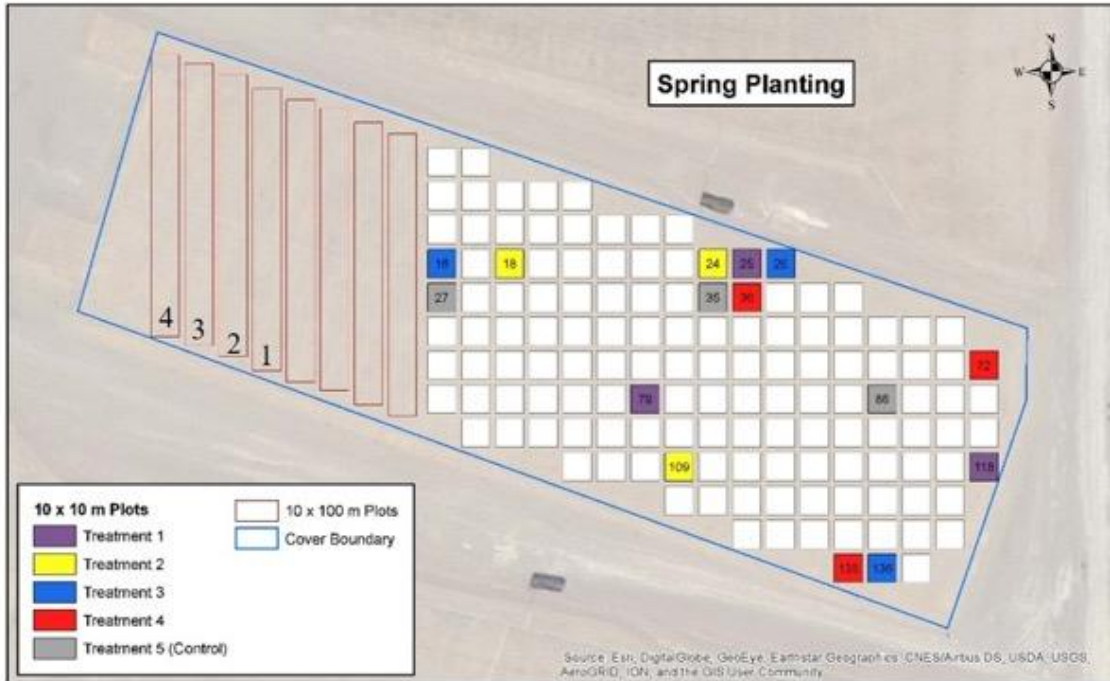 Spring Planting
N
W E
S
16 18 24 25 26
27 35 36
4 3 2 1
72
79 86
109 118
135 136
10 x 10 m Plots
Treatment 1
Treatment 2
Treatment 3
Treatment 4
Treatment 5 (Control)
10 x 100 m Plots
Cover Boundary
Source: Esri, DigitalGlobe, GeoEye, Earthstar Geographics, CNES/Airbus DS, USDA, USGS,
AeroGRID, IGN, and the GIS User Community